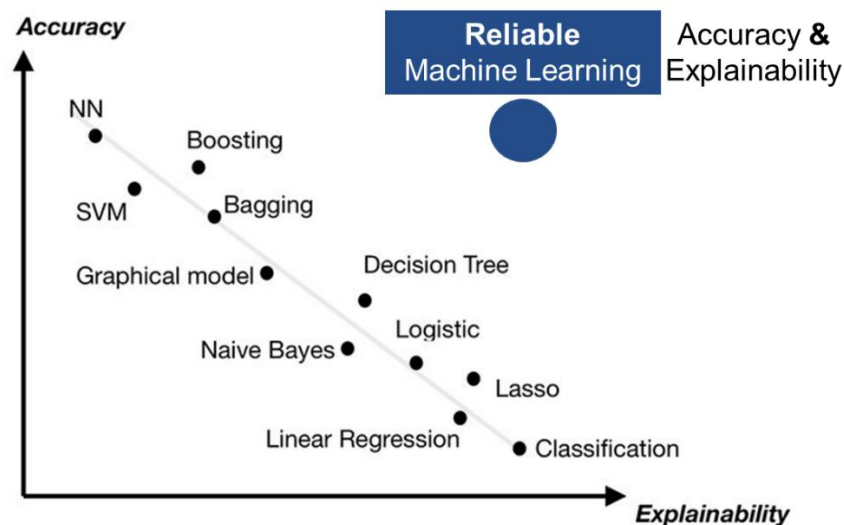 Accuracy
Reliable
Machine Learning
Accuracy &
Explainability
NN
Boosting
SVM
Bagging
Graphical model
Decision Tree
Logistic
Naive Bayes
Lasso
Linear Regression
Classification
Explainability